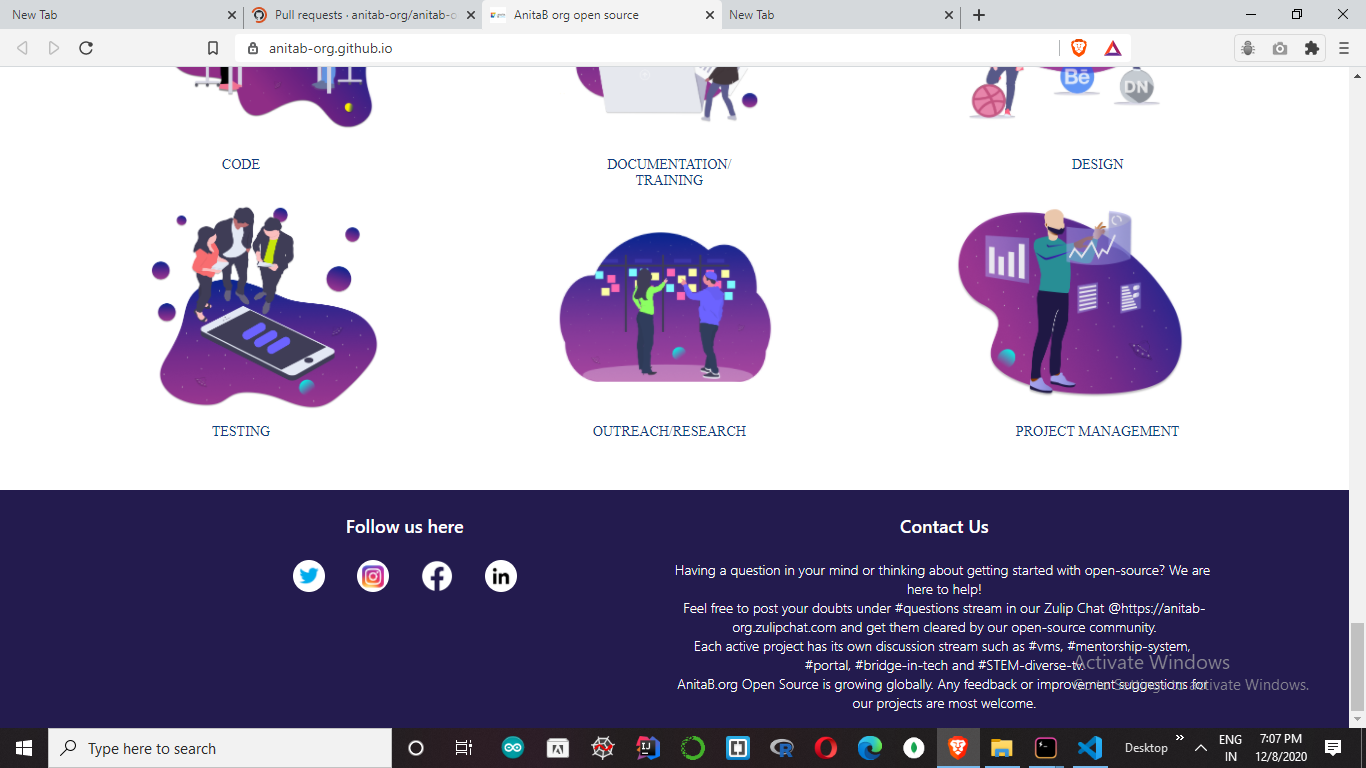 New Tab
Pull requests · anitab-org/anitab-o
AnitaB org open source
New Tab
anitab-org.github.io
Bē
DN
CODE
DOCUMENTATION/
TRAINING
DESIGN
TESTING
OUTREACH/RESEARCH
PROJECT MANAGEMENT
Follow us here
Contact Us
Having a question in your mind or thinking about getting started with open-source? We are
here to help!
Feel free to post your doubts under #questions stream in our Zulip Chat @https://anitab-
org.zulipchat.com and get them cleared by our open-source community.
Each active project has its own discussion stream such as #vms, #mentorship-system,
#portal, #bridge-in-tech and #STEM-diverse-tv.
AnitaB.org Open Source is growing globally. Any feedback or improvement suggestions for
our projects are most welcome.
Activate Windows
Go to Settings to activate Windows.
Type here to search
Desktop
ENG
IN
7:07 PM
12/8/2020